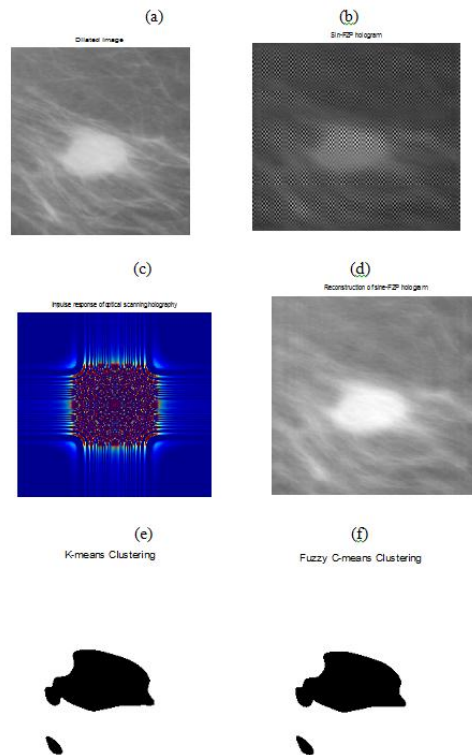 (a)
Dilated Image
(b)
Sin-FZP hologram
(c)
Impulse response of optical scanning holography
(d)
Reconstruction of sine-FZP hologram
(e)
K-means Clustering
(f)
Fuzzy C-means Clustering